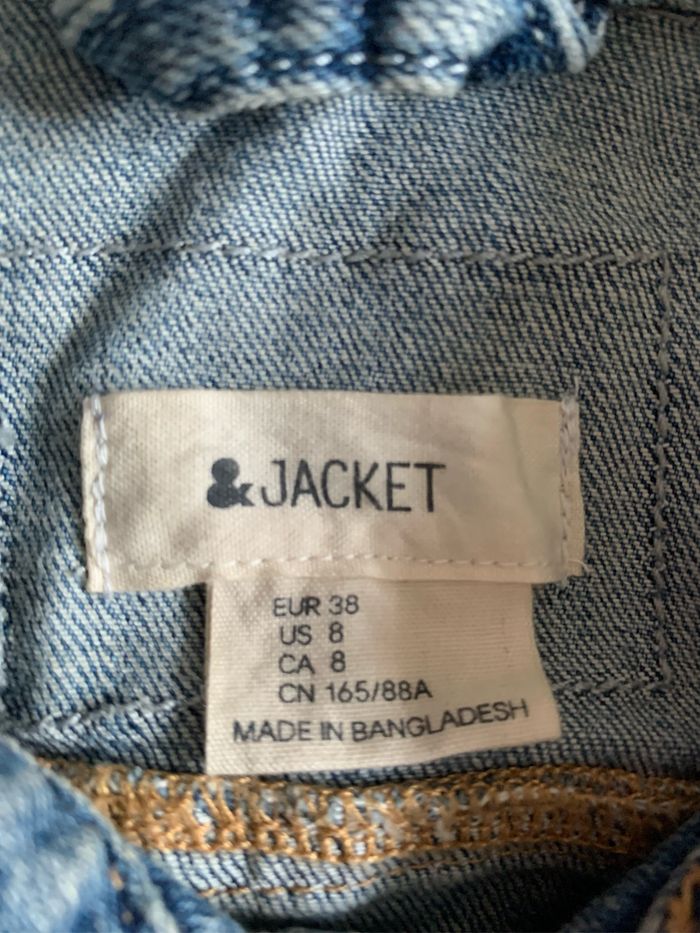 &JACKET
EUR 38
US 8
CA 8
CN 165/88A
MADE IN BANGLADESH